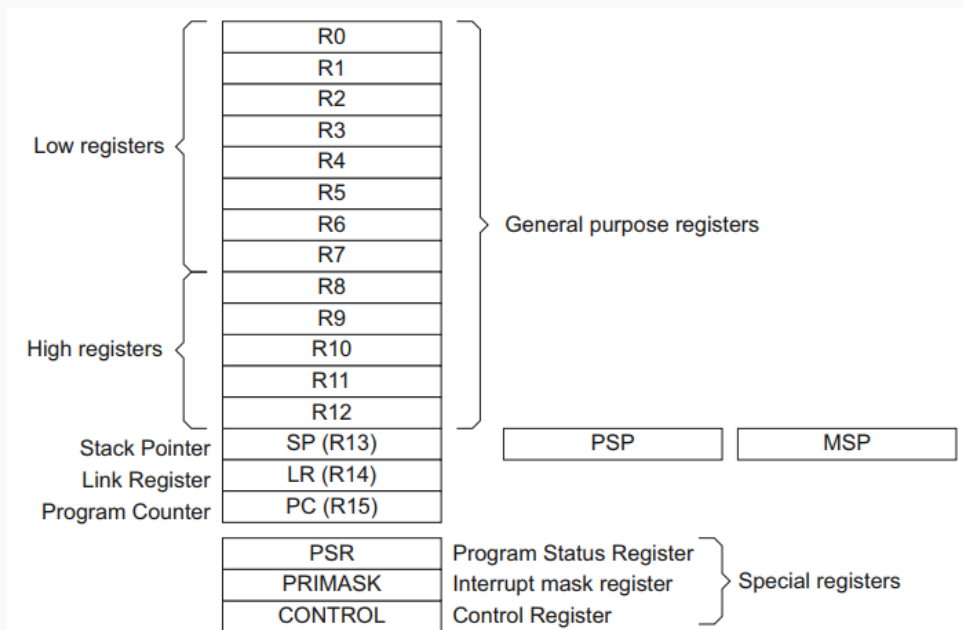 R0
R1
R2
R3
Low registers
R4
R5
R6
General purpose registers
R7
R8
R9
High registers
R10
R11
R12
Stack Pointer SP (R13) PSP MSP
Link Register LR (R14)
Program Counter PC (R15)
PSR Program Status Register
PRIMASK Interrupt mask register Special registers
CONTROL Control Register